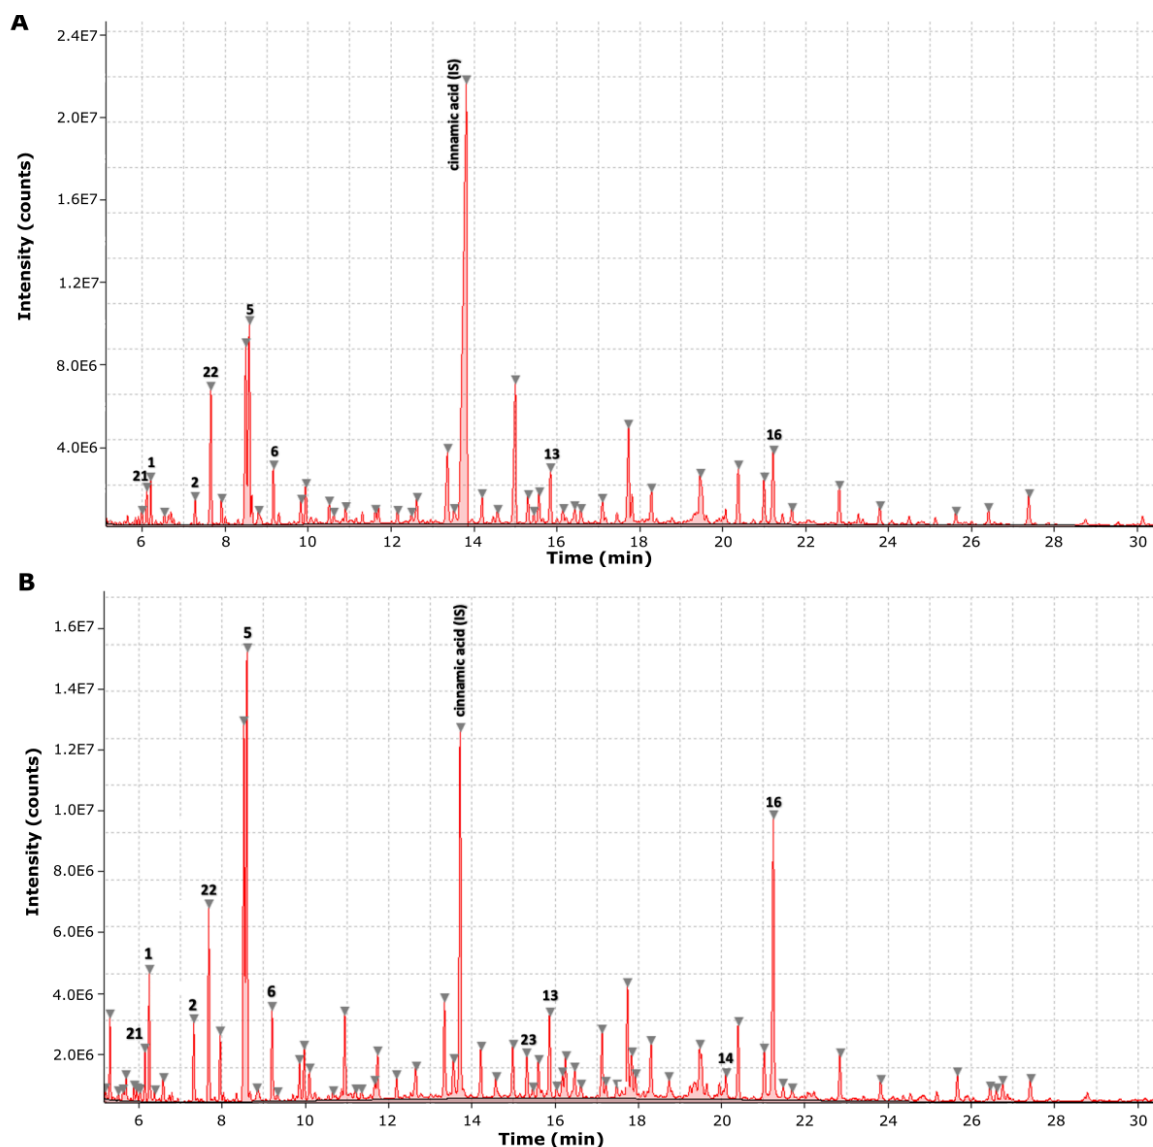 A
2.4E7
2.0E7
1.6E7
1.2E7
8.0E6
4.0E6
Intensity (counts)
cinnamic acid (IS)
21
1
2
22
5
6
13
16
6
8
10
12
14
16
18
20
22
24
26
28
30
Time (min)
B
1.6E7
1.4E7
1.2E7
1.0E7
8.0E6
6.0E6
4.0E6
2.0E6
Intensity (counts)
cinnamic acid (IS)
21
1
2
22
5
6
23
13
14
16
6
8
10
12
14
16
18
20
22
24
26
28
30
Time (min)